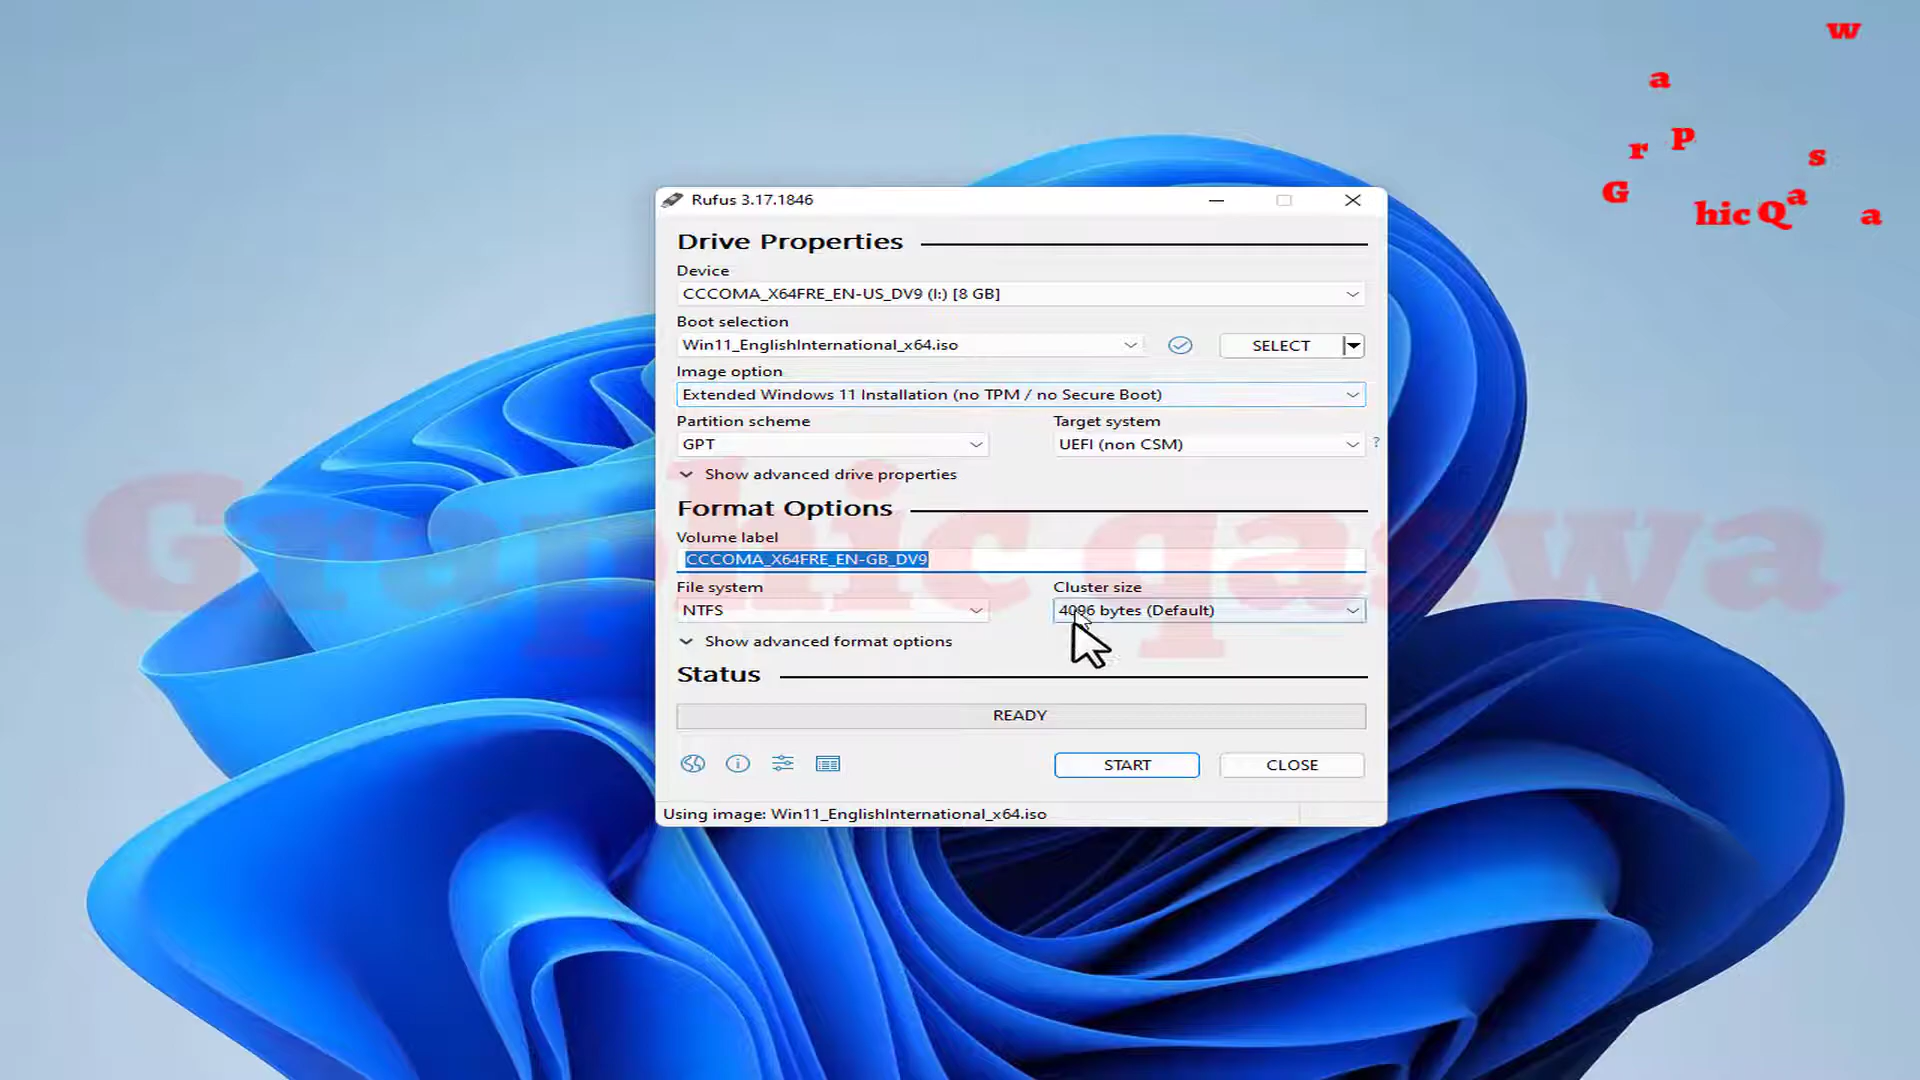 w
a
r P s
G hic Q a a
Rufus 3.17.1846
Drive Properties
Device
CCCOMA_X64FRE_EN-US_DV9 (I:) [8 GB]
Boot selection
Win11_EnglishInternational_x64.iso
SELECT
Image option
Extended Windows 11 Installation (no TPM / no Secure Boot)
Partition scheme
Target system
GPT
UEFI (non CSM)
?
Show advanced drive properties
Format Options
Volume label
CCCOMA_X64FRE_EN-GB_DV9
Graphic qaswa
File system
Cluster size
NTFS
4096 bytes (Default)
Show advanced format options
Status
READY
START
CLOSE
Using image: Win11_EnglishInternational_x64.iso